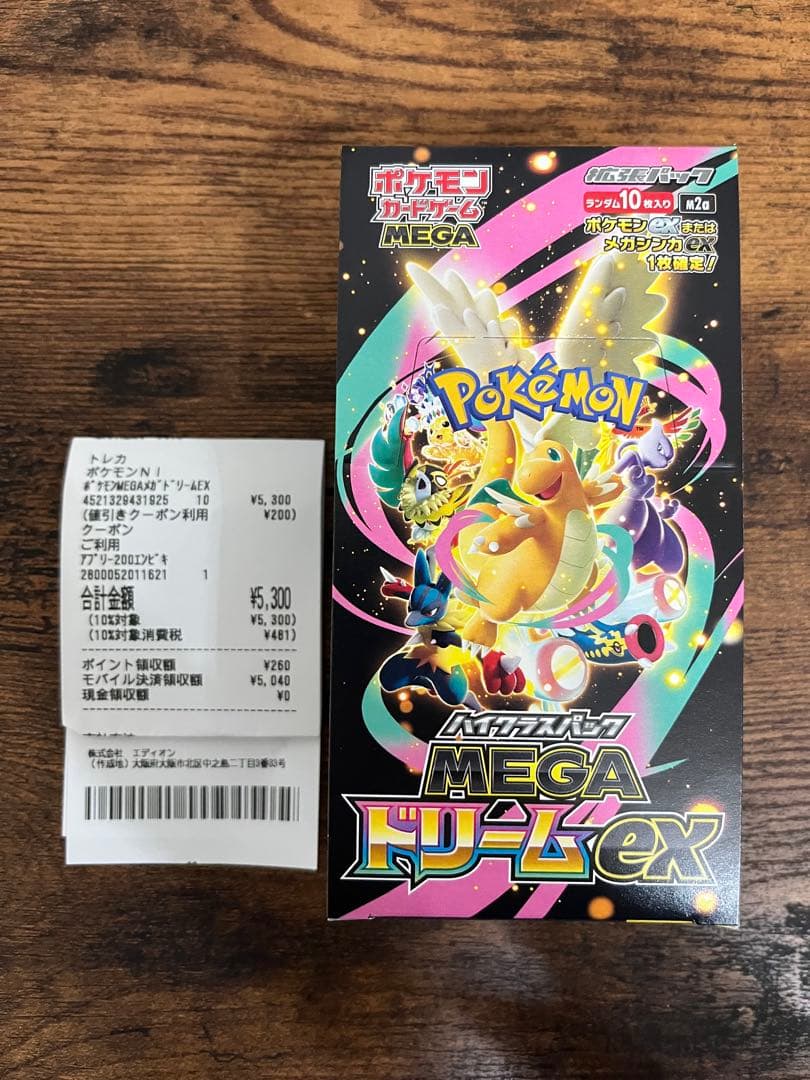 トレカ
ポケモンNI
ポケモンMEGAメガドリームEX
4521329431925 10 ¥5,300
(値引きクーポン利用 ¥200)
クーポン
ご利用
アプリー200エンビキ
2800052011621 1
合計金額 ¥5,300
(10%対象 ¥5,300)
(10%対象消費税 ¥481)
ポイント領収額 ¥260
モバイル決済領収額 ¥5,040
現金領収額 ¥0
株式会社 エディオン
(作成地)大阪府大阪市北区中之島二丁目3番33号
ポケモン
カードゲーム
MEGA
拡張パック
ランダム10枚入り M2a
ポケモンexまたは
メガシンカex
1枚確定!
POKÉMON
TM
ハイクラスパック
MEGA
ドリームex